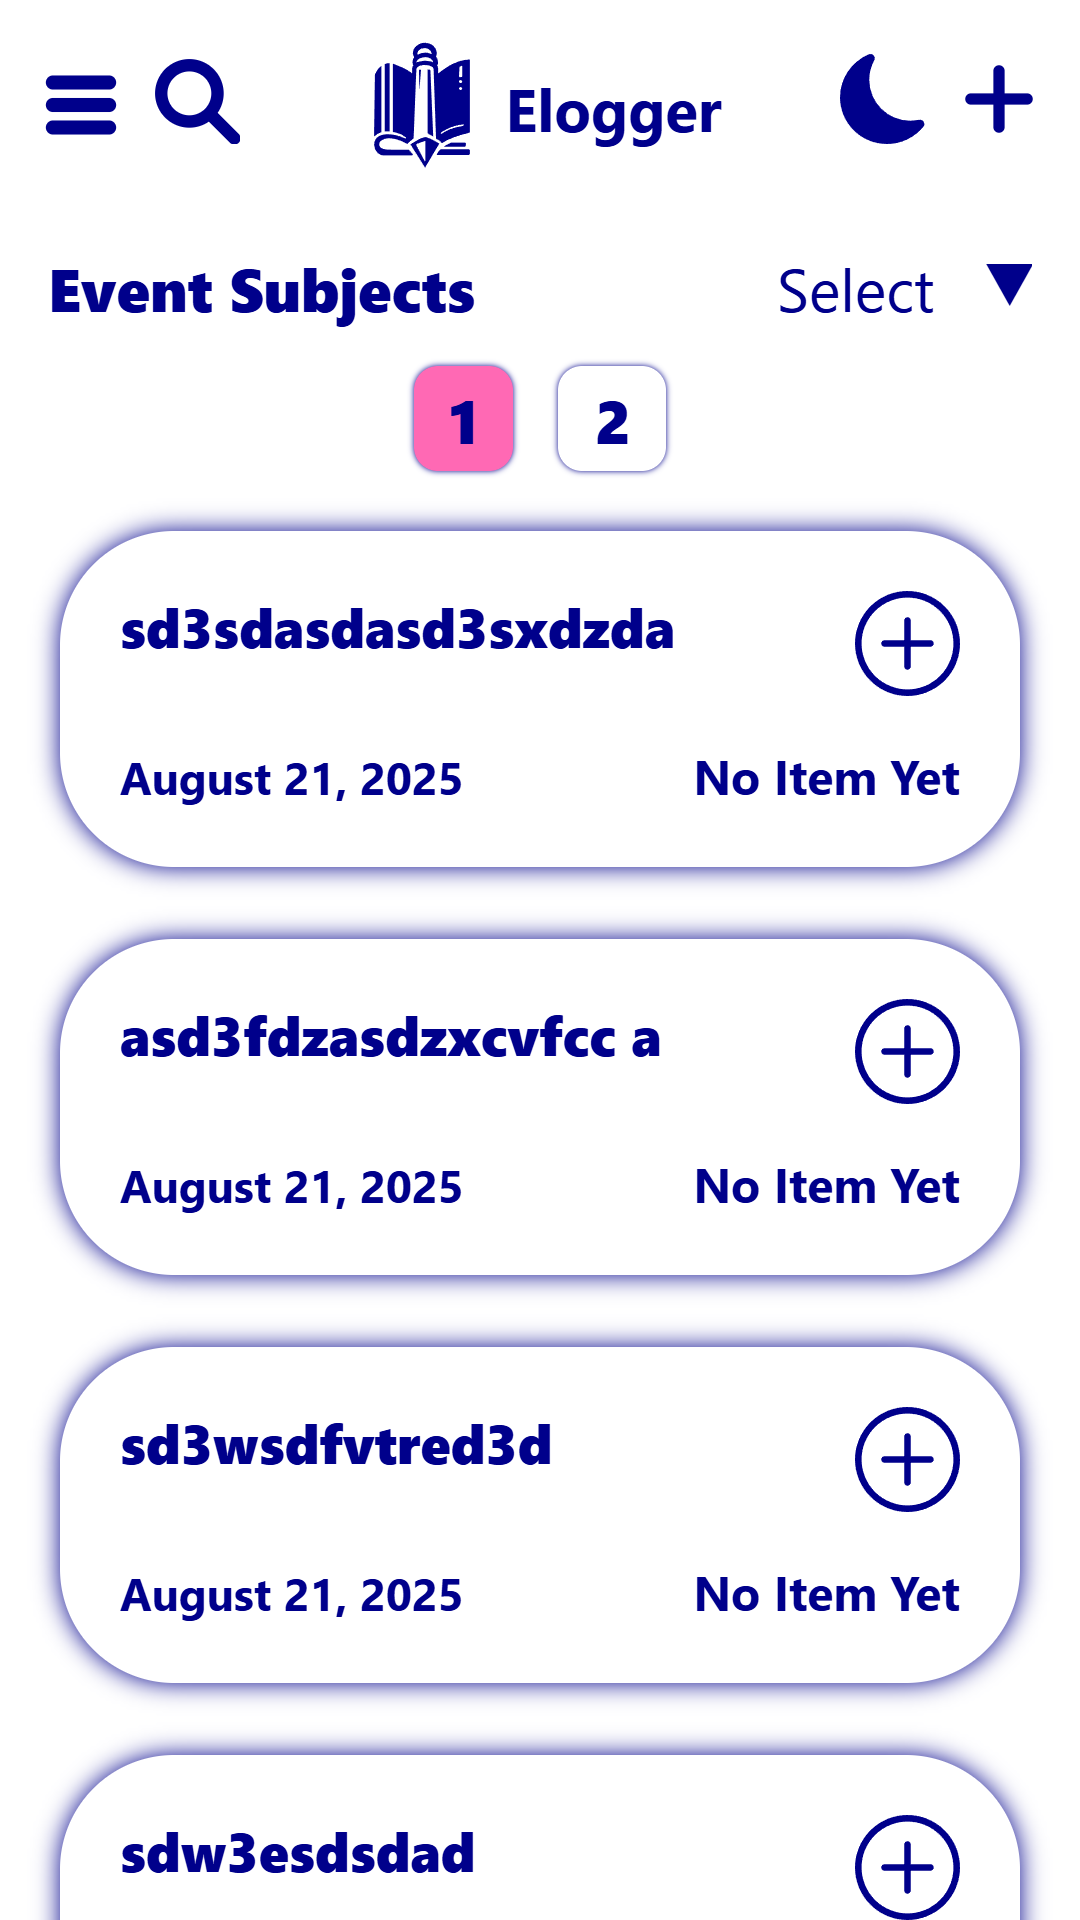 Elogger
Event Subjects
Select
1 2
sd3sdasdasd3sxdzda
August 21, 2025
No Item Yet
asd3fdzasdzxcvfcc a
August 21, 2025
No Item Yet
sd3wsdfvtred3d
August 21, 2025
No Item Yet
sdw3esdsdad